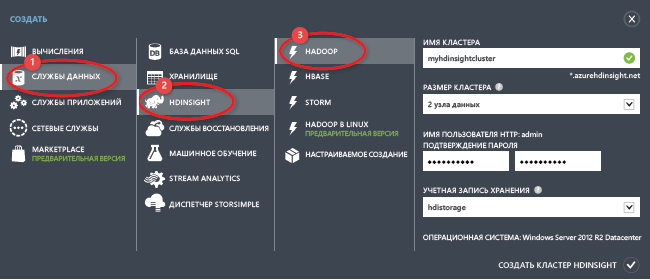 СОЗДАТЬ
1
ВЫЧИСЛЕНИЯ
СЛУЖБЫ ДАННЫХ
СЛУЖБЫ ПРИЛОЖЕНИЙ
СЕТЕВЫЕ СЛУЖБЫ
MARKETPLACE
ПРЕДВАРИТЕЛЬНАЯ ВЕРСИЯ
DB
БАЗА ДАННЫХ SQL
ХРАНИЛИЩЕ
2
HDINSIGHT
СЛУЖБЫ ВОССТАНОВЛЕНИЯ
МАШИННОЕ ОБУЧЕНИЕ
STREAM ANALYTICS
ДИСПЕТЧЕР STORSIMPLE
3
HADOOP
HBASE
STORM
HADOOP В LINUX
ПРЕДВАРИТЕЛЬНАЯ ВЕРСИЯ
НАСТРАИВАЕМОЕ СОЗДАНИЕ
ИМЯ КЛАСТЕРА
myhdinsightcluster
*.azurehdinsight.net
РАЗМЕР КЛАСТЕРА ?
2 узла данных
ИМЯ ПОЛЬЗОВАТЕЛЯ HTTP: admin
ПОДТВЕРЖДЕНИЕ ПАРОЛЯ
•••••••••• ••••••••••
УЧЕТНАЯ ЗАПИСЬ ХРАНЕНИЯ ?
hdistorage
ОПЕРАЦИОННАЯ СИСТЕМА: Windows Server 2012 R2 Datacenter
СОЗДАТЬ КЛАСТЕР HDINSIGHT